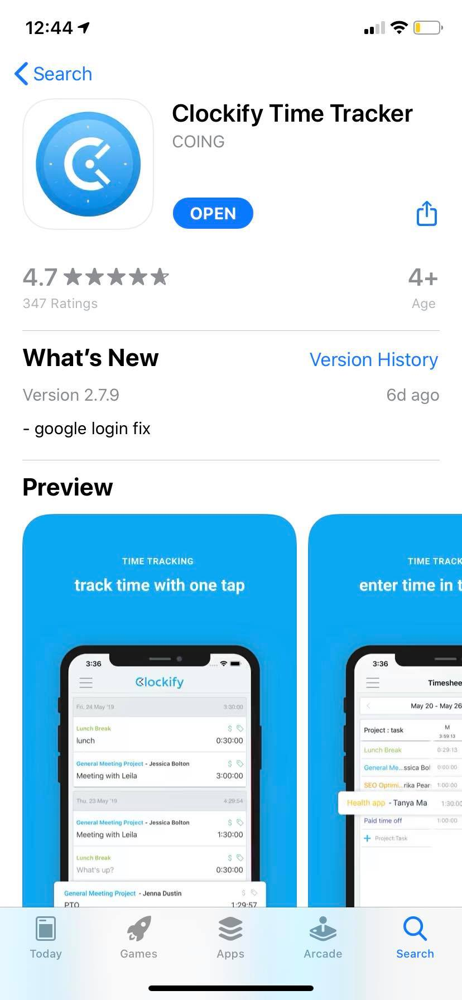 12:44
Search
Clockify Time Tracker
COING
OPEN
4.7
4+
347 Ratings
Age
What's New
Version History
Version 2.7.9
6d ago
- google login fix
Preview
TIME TRACKING
track time with one tap
3:36
Clockify
Fri, 24 May '19 3:30:00
Lunch Break $
lunch 0:30:00
General Meeting Project - Jessica Bolton $
Meeting with Leila 3:00:00
Thu, 23 May '19 4:29:54
General Meeting Project - Jessica Bolton $
Meeting with Leila 1:30:00
Lunch Break $
What's up? 0:30:00
General Meeting Project - Jenna Dustin $
PTO 1:29:57
TIME TRACK
enter time in t
3:36
Timeshee
May 20 - May 26
Project : task M
3:59:13
Lunch Break 0:29:13
General Me...ssica Bol 0:00:00
SEO Optimi...rika Pear 1:00:00
Health app - Tanya Ma 1:30:00
Paid time off 1:00:00
+ Project:Task
Today
Games
Apps
Arcade
Search